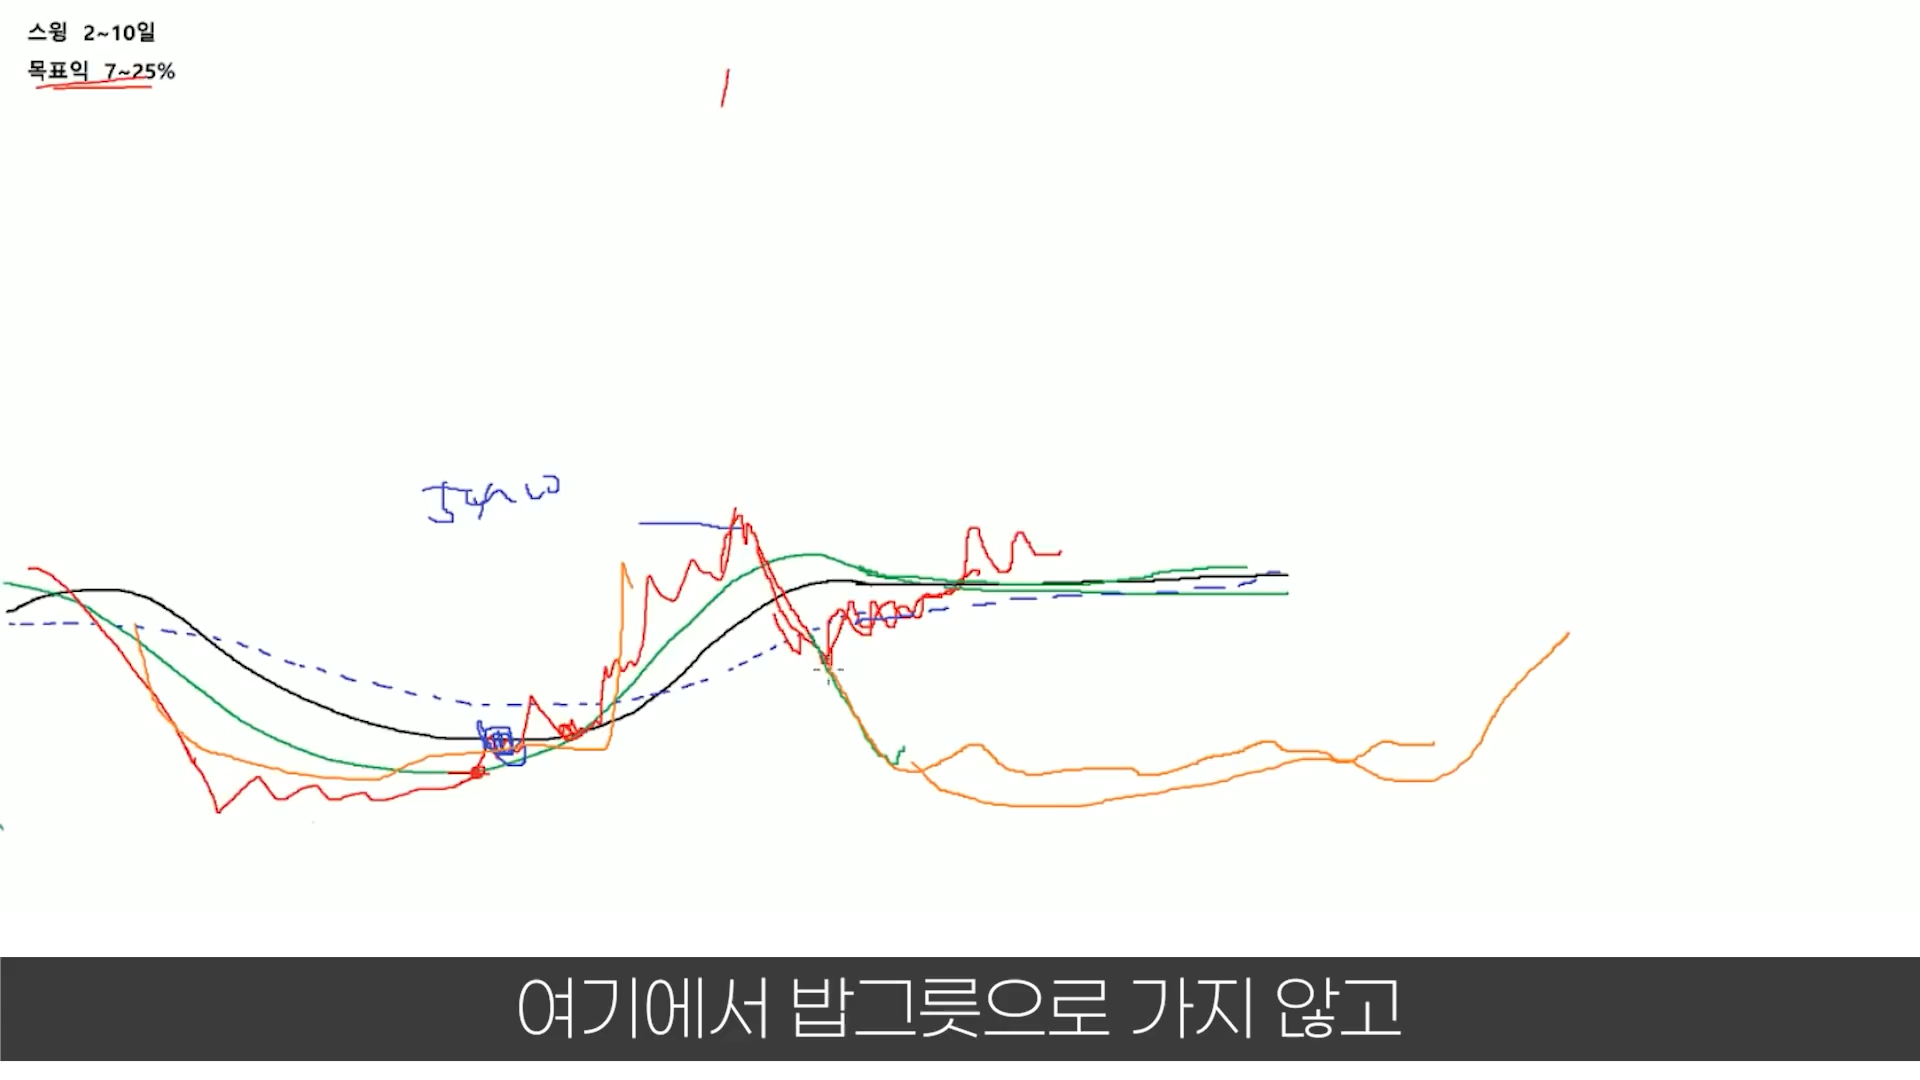 스윙 2~10일
목표익 7~25%
여기에서 밥그릇으로 가지 않고